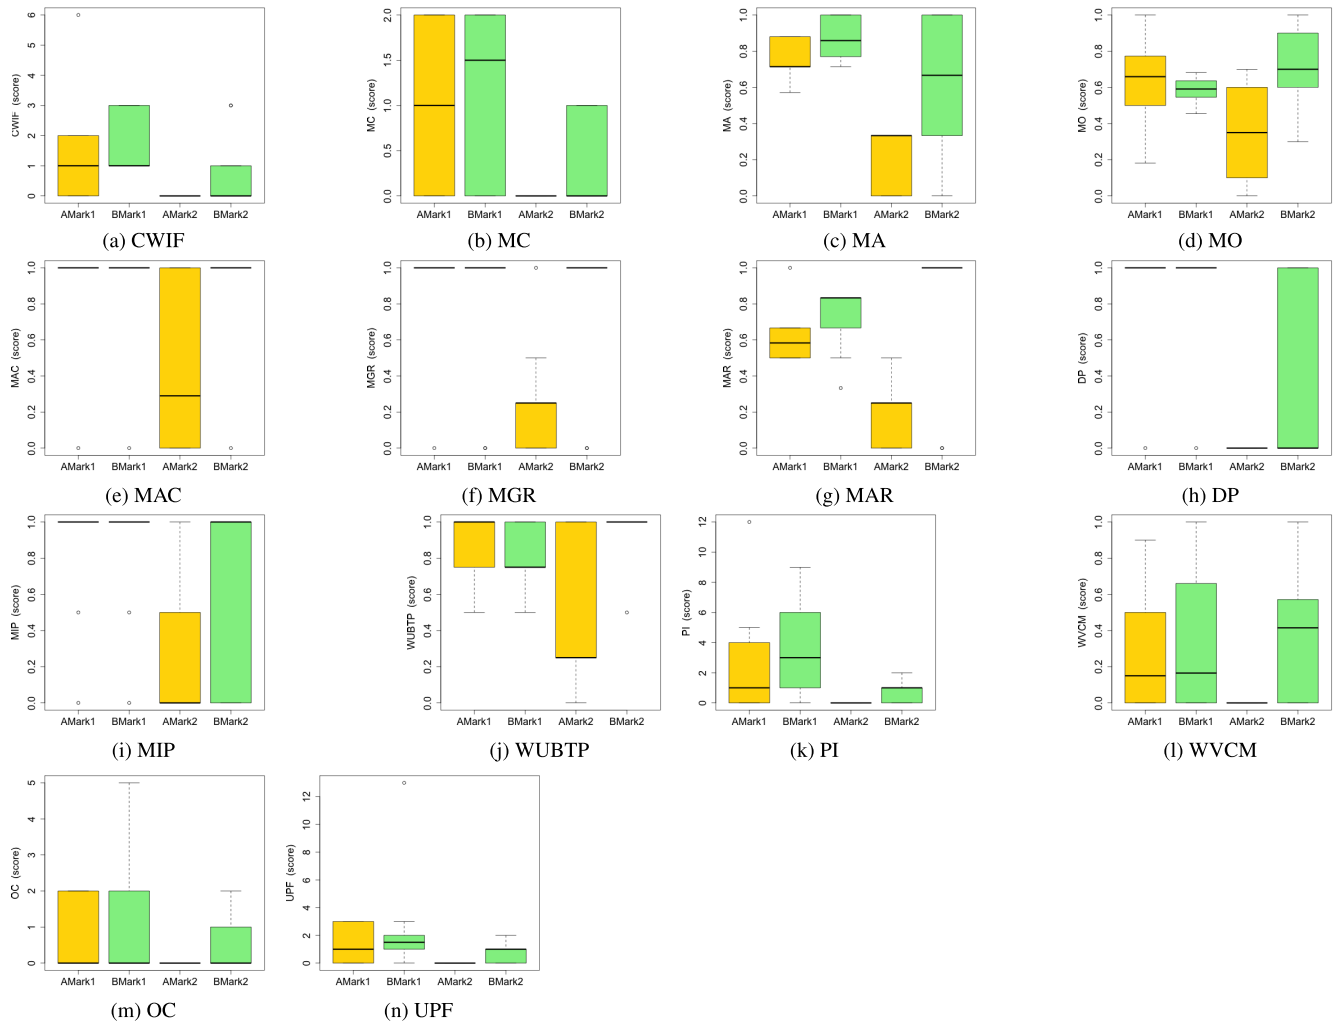 CWIF (score)
6
5
4
3
2
1
0
AMark1 BMark1 AMark2 BMark2
(a) CWIF
MC (score)
2.0
1.5
1.0
0.5
0.0
AMark1 BMark1 AMark2 BMark2
(b) MC
MA (score)
1.0
0.8
0.6
0.4
0.2
0.0
AMark1 BMark1 AMark2 BMark2
(c) MA
MO (score)
1.0
0.8
0.6
0.4
0.2
0.0
AMark1 BMark1 AMark2 BMark2
(d) MO
MAC (score)
1.0
0.8
0.6
0.4
0.2
0.0
AMark1 BMark1 AMark2 BMark2
(e) MAC
MGR (score)
1.0
0.8
0.6
0.4
0.2
0.0
AMark1 BMark1 AMark2 BMark2
(f) MGR
MAR (score)
1.0
0.8
0.6
0.4
0.2
0.0
AMark1 BMark1 AMark2 BMark2
(g) MAR
DP (score)
1.0
0.8
0.6
0.4
0.2
0.0
AMark1 BMark1 AMark2 BMark2
(h) DP
MIP (score)
1.0
0.8
0.6
0.4
0.2
0.0
AMark1 BMark1 AMark2 BMark2
(i) MIP
WUBTP (score)
1.0
0.8
0.6
0.4
0.2
0.0
AMark1 BMark1 AMark2 BMark2
(j) WUBTP
PI (score)
12
10
8
6
4
2
0
AMark1 BMark1 AMark2 BMark2
(k) PI
WVCM (score)
1.0
0.8
0.6
0.4
0.2
0.0
AMark1 BMark1 AMark2 BMark2
(l) WVCM
OC (score)
5
4
3
2
1
0
AMark1 BMark1 AMark2 BMark2
(m) OC
UPF (score)
12
10
8
6
4
2
0
AMark1 BMark1 AMark2 BMark2
(n) UPF